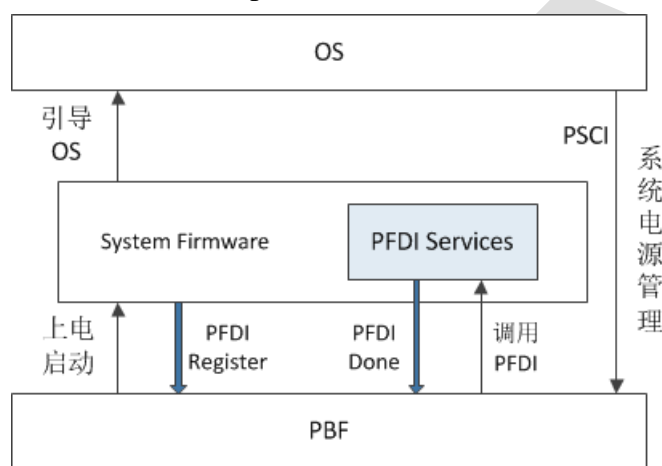 OS
引导
OS
PSCI
系
统
电
源
管
理
System Firmware
PFDI Services
上电
启动
PFDI
Register
PFDI
Done
调用
PFDI
PBF